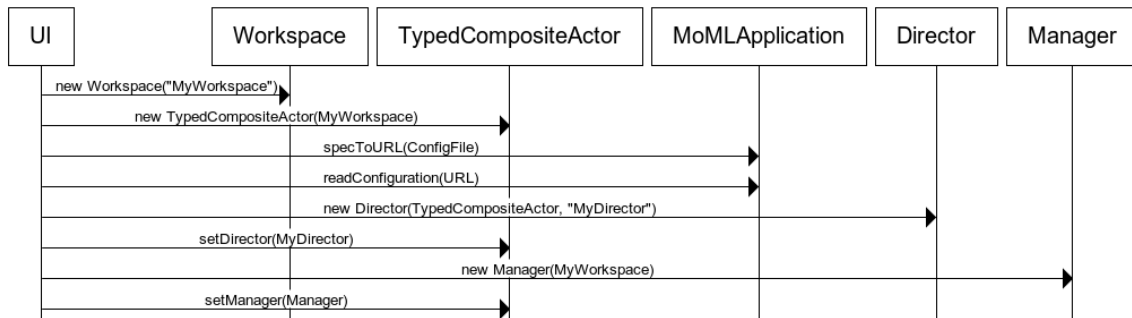 UI
Workspace
TypedCompositeActor
MoMLApplication
Director
Manager
new Workspace("MyWorkspace")
new TypedCompositeActor(MyWorkspace)
specToURL(ConfigFile)
readConfiguration(URL)
new Director(TypedCompositeActor, "MyDirector")
setDirector(MyDirector)
new Manager(MyWorkspace)
setManager(Manager)